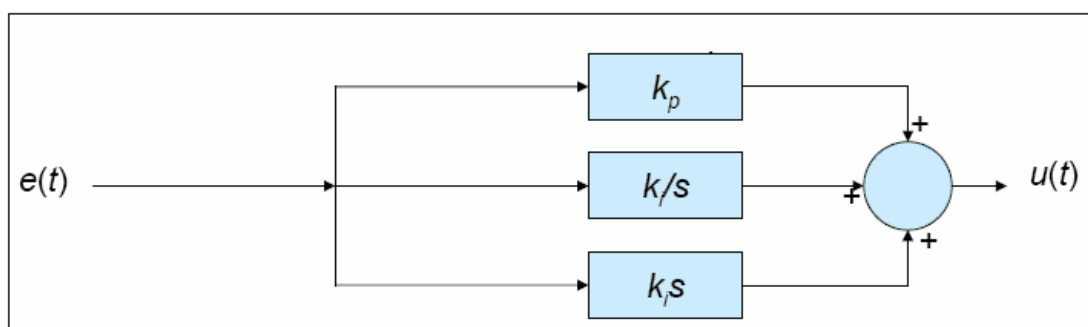 k_p
+
e(t)
k_i/s
+
u(t)
+
k_i s